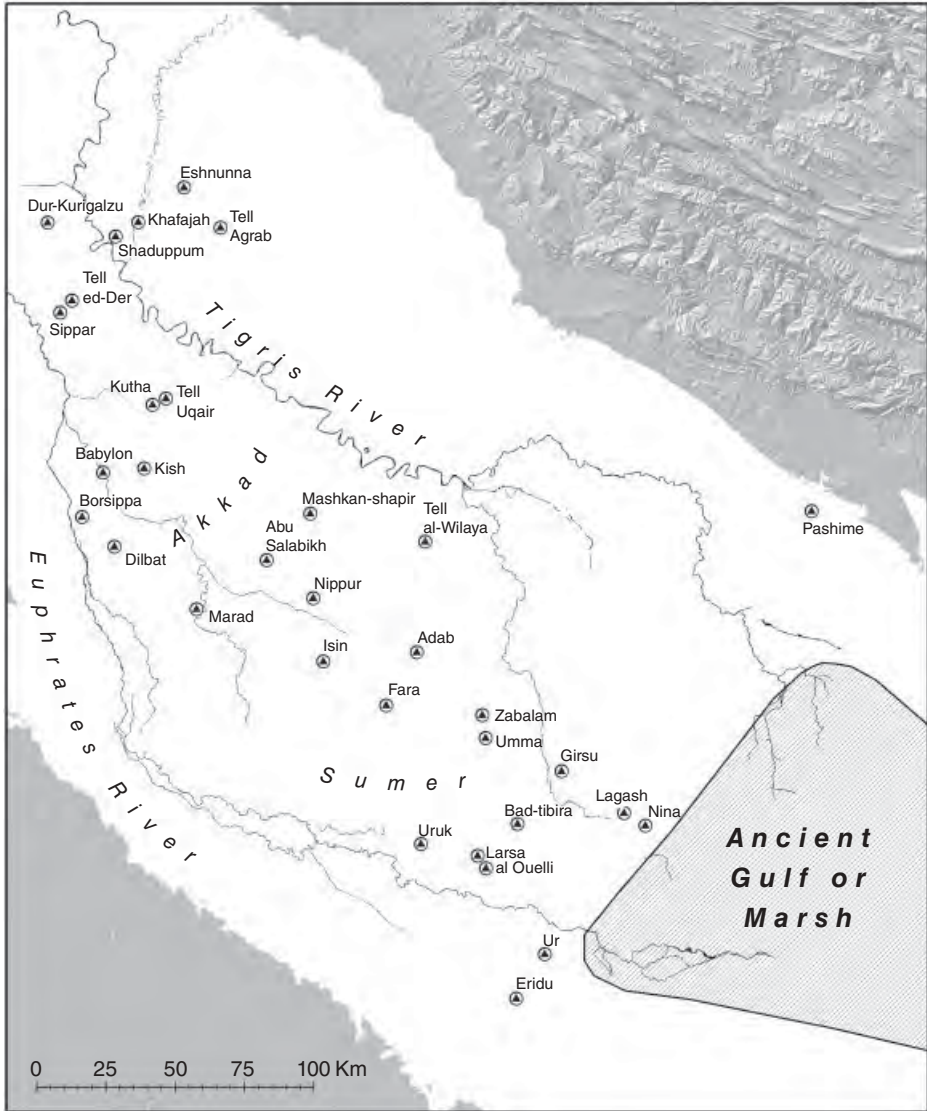 Eshnunna
Dur-Kurigalzu
Khafajah
Tell
Agrab
Shaduppum
Tell
ed-Der
Sippar
Tigris River
Kutha
Tell
Uqair
Babylon
Kish
Akkad
Borsippa
Mashkan-shapir
Tell
al-Wilaya
Pashime
Abu
Salabikh
Dilbat
Euphrates River
Nippur
Marad
Isin
Adab
Fara
Zabalam
Umma
Sumer
Girsu
Lagash
Nina
Bad-tibira
Uruk
Larsa
al Ouelli
Ancient
Gulf or
Marsh
Ur
Eridu
0 25 50 75 100 Km